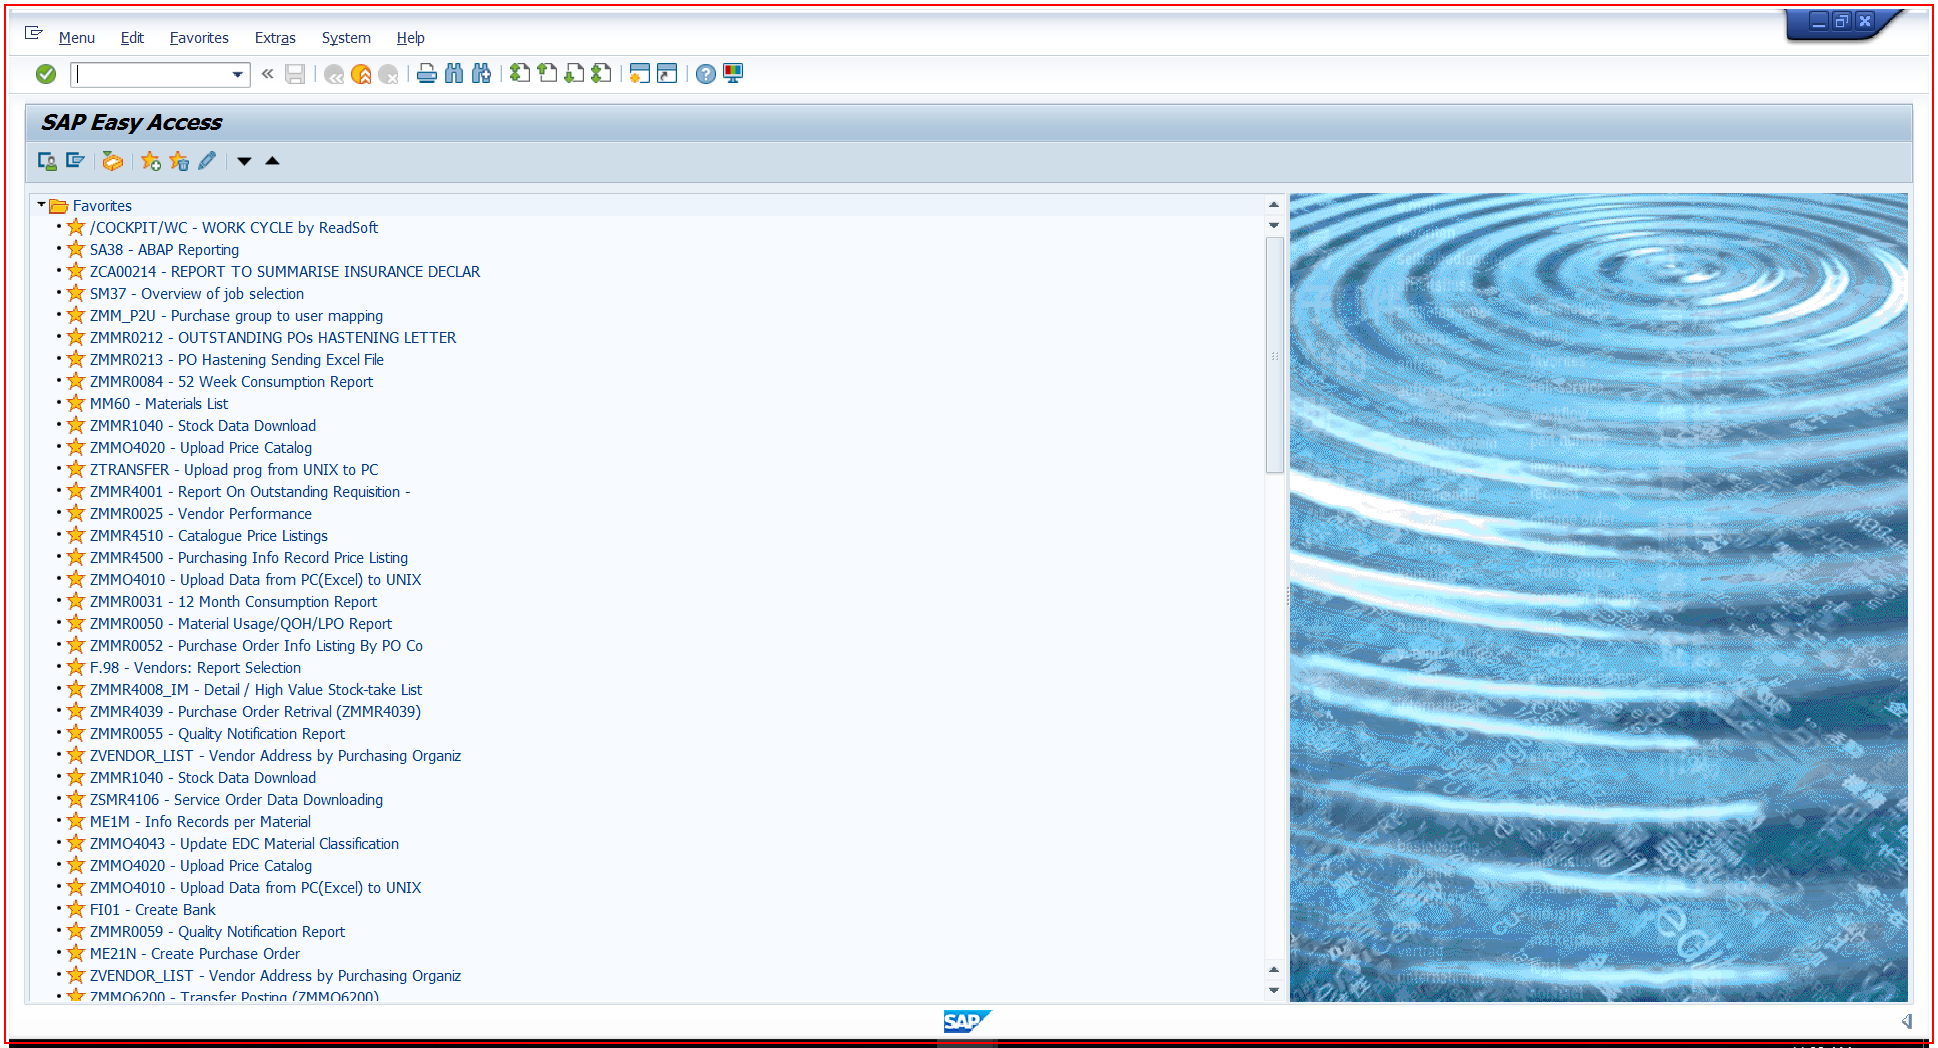 Menu Edit Favorites Extras System Help
SAP Easy Access
Favorites
/COCKPIT/WC - WORK CYCLE by ReadSoft
SA38 - ABAP Reporting
ZCA00214 - REPORT TO SUMMARISE INSURANCE DECLAR
SM37 - Overview of job selection
ZMM_P2U - Purchase group to user mapping
ZMMR0212 - OUTSTANDING POs HASTENING LETTER
ZMMR0213 - PO Hastening Sending Excel File
ZMMR0084 - 52 Week Consumption Report
MM60 - Materials List
ZMMR1040 - Stock Data Download
ZMMO4020 - Upload Price Catalog
ZTRANSFER - Upload prog from UNIX to PC
ZMMR4001 - Report On Outstanding Requisition -
ZMMR0025 - Vendor Performance
ZMMR4510 - Catalogue Price Listings
ZMMR4500 - Purchasing Info Record Price Listing
ZMMO4010 - Upload Data from PC(Excel) to UNIX
ZMMR0031 - 12 Month Consumption Report
ZMMR0050 - Material Usage/QOH/LPO Report
ZMMR0052 - Purchase Order Info Listing By PO Co
F.98 - Vendors: Report Selection
ZMMR4008_IM - Detail / High Value Stock-take List
ZMMR4039 - Purchase Order Retrival (ZMMR4039)
ZMMR0055 - Quality Notification Report
ZVENDOR_LIST - Vendor Address by Purchasing Organiz
ZMMR1040 - Stock Data Download
ZSMR4106 - Service Order Data Downloading
ME1M - Info Records per Material
ZMMO4043 - Update EDC Material Classification
ZMMO4020 - Upload Price Catalog
ZMMO4010 - Upload Data from PC(Excel) to UNIX
FI01 - Create Bank
ZMMR0059 - Quality Notification Report
ME21N - Create Purchase Order
ZVENDOR_LIST - Vendor Address by Purchasing Organiz
ZMMO6200 - Transfer Posting (ZMMO6200)
SAP